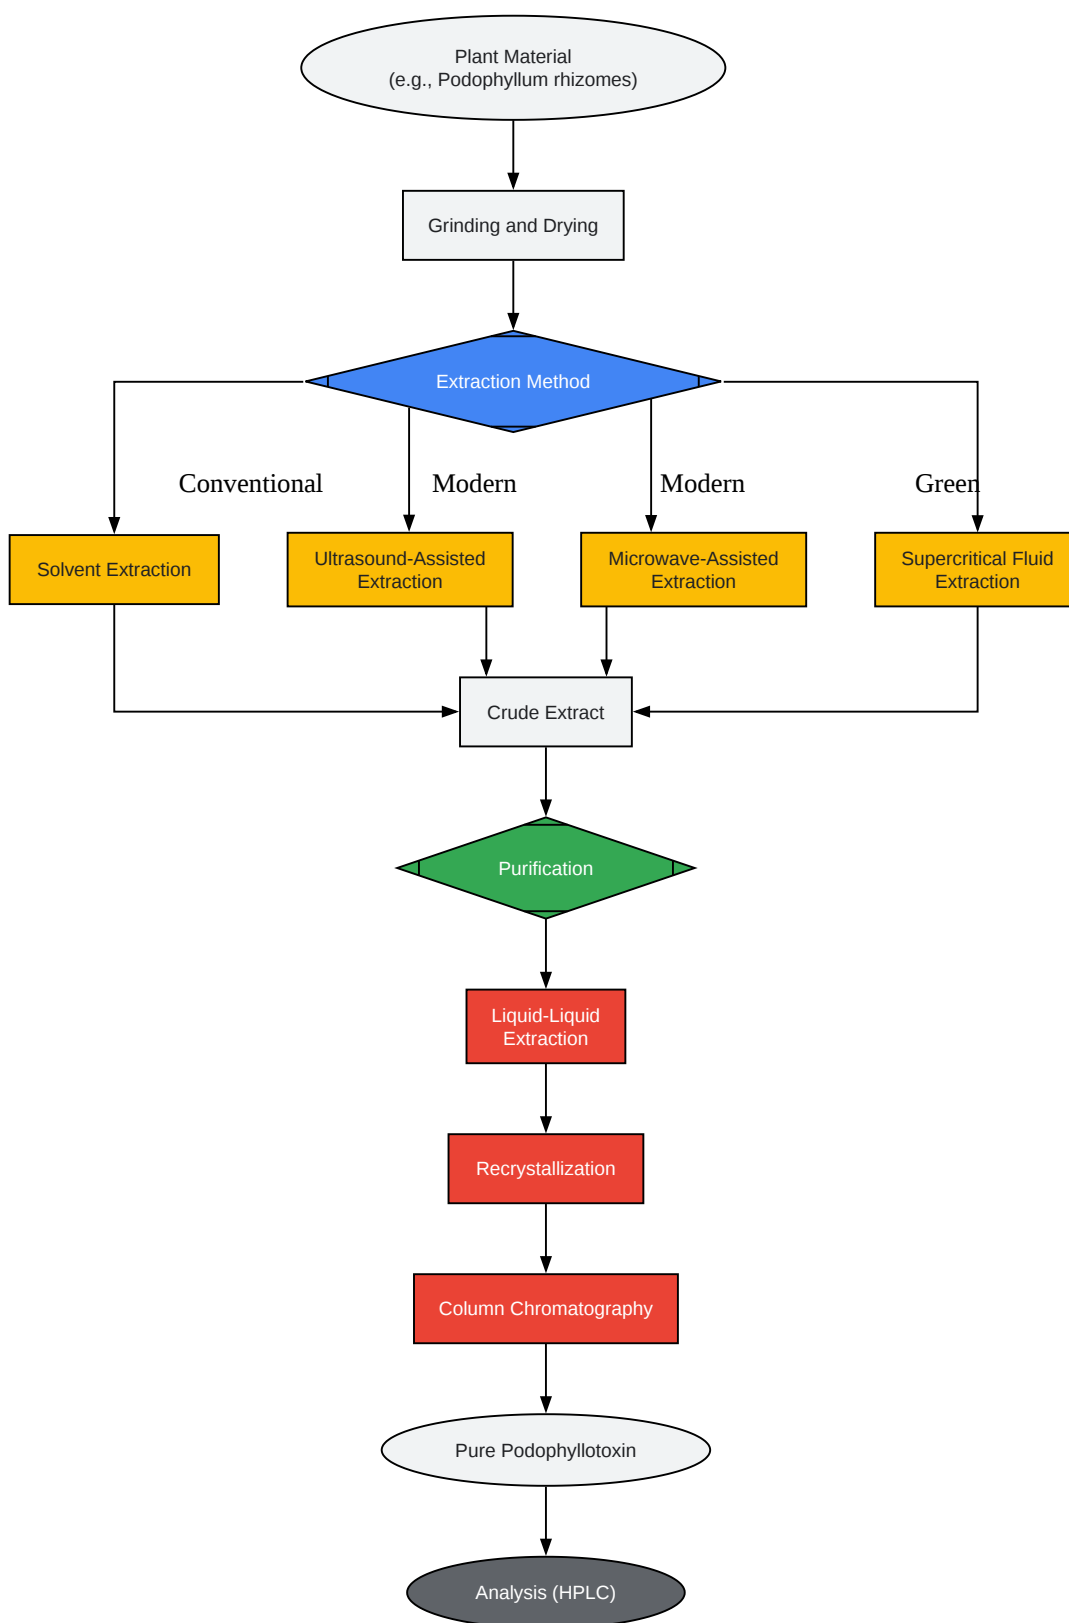 Plant Material
(e.g., Podophyllum rhizomes)
Grinding and Drying
Extraction Method
Conventional
Modern
Modern
Green
Solvent Extraction
Ultrasound-Assisted
Extraction
Microwave-Assisted
Extraction
Supercritical Fluid
Extraction
Crude Extract
Purification
Liquid-Liquid
Extraction
Recrystallization
Column Chromatography
Pure Podophyllotoxin
Analysis (HPLC)